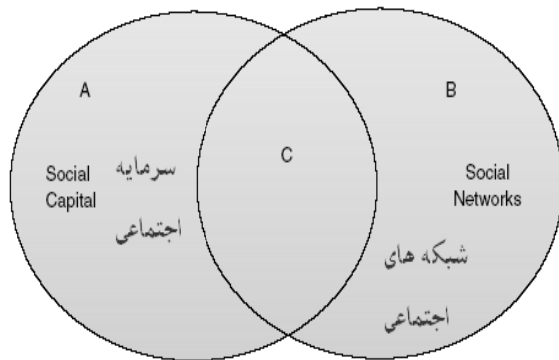 A
B
C
Social
Capital
سرمایه
اجتماعی
Social
Networks
شبکه های
اجتماعی